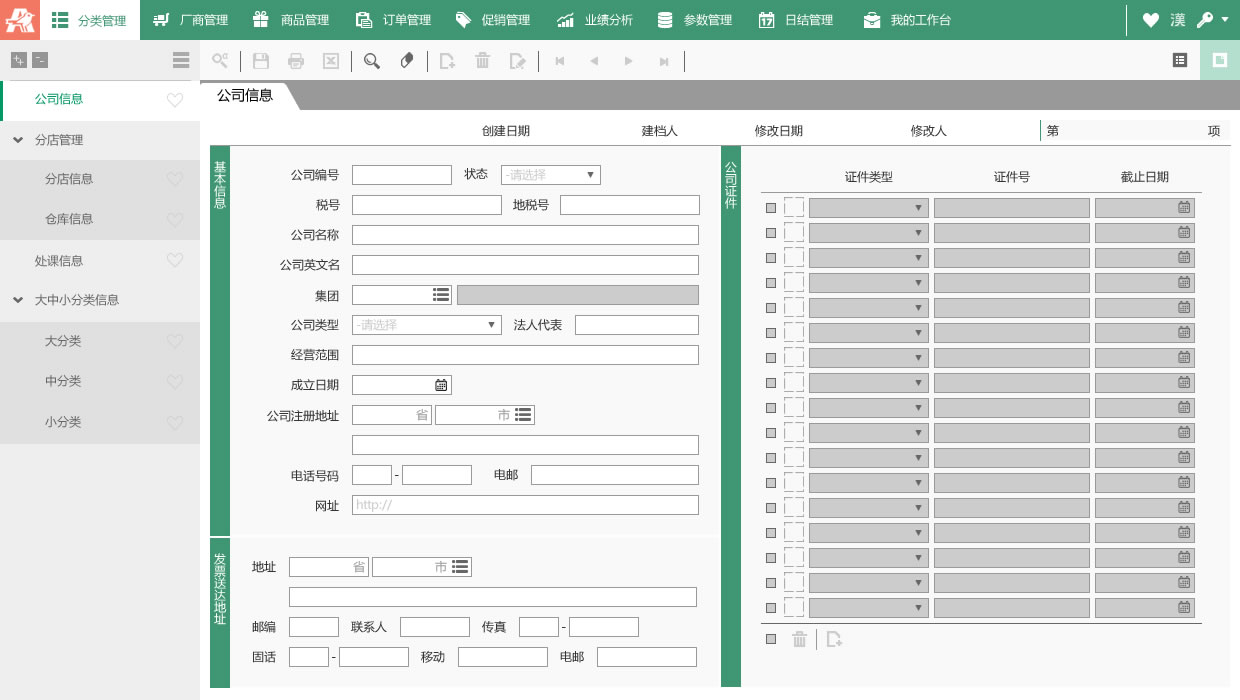 分类管理 厂商管理 商品管理 订单管理 促销管理 业绩分析 参数管理 日结管理 我的工作台 漢
公司信息
分店管理
分店信息
仓库信息
处课信息
大中小分类信息
大分类
中分类
小分类
公司信息
创建日期 建档人 修改日期 修改人 第 项
基本信息
公司编号 状态 -请选择
税号 地税号
公司名称
公司英文名
集团
公司类型 -请选择 法人代表
经营范围
成立日期
公司注册地址 省 市
电话号码 - 电邮
网址 http://
发票送达地址
地址 省 市
邮编 联系人 传真 -
固话 - 移动 电邮
公司证件
证件类型 证件号 截止日期